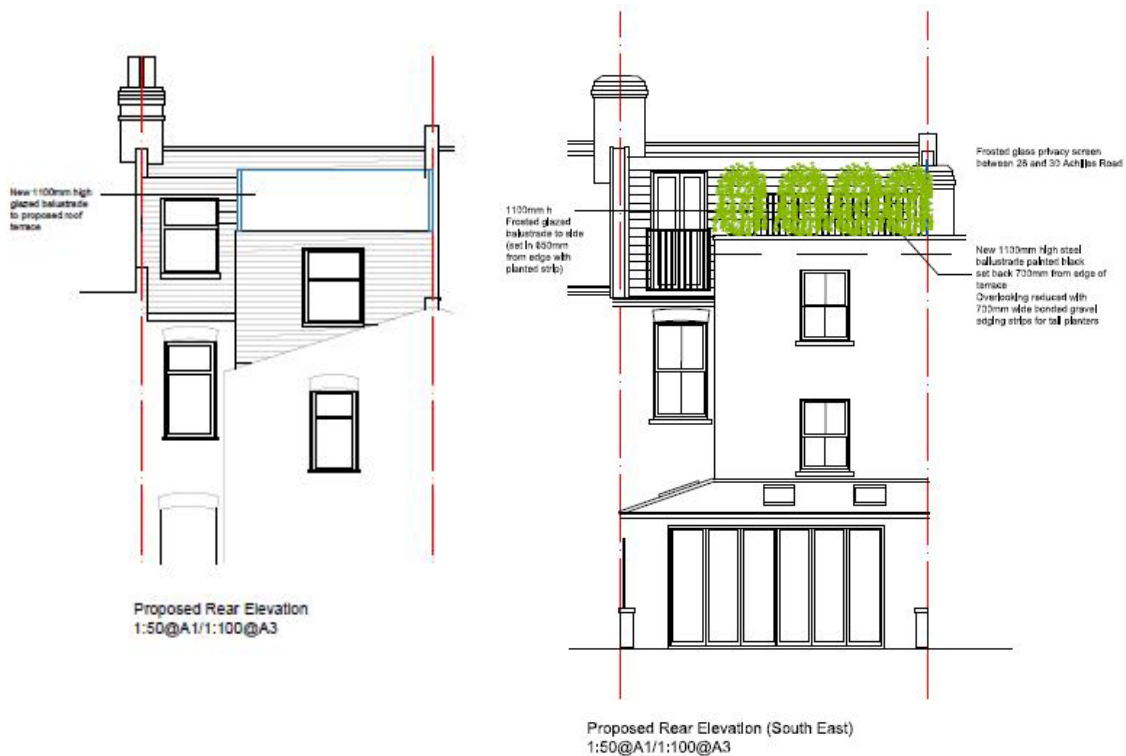 New 1100mm high
glazed balustrade
to proposed roof
terrace
Proposed Rear Elevation
1:50@A1/1:100@A3
1100mm h
Frosted glazed
balustrade to side
(set in 650mm
from edge with
planted strip)
Frosted glass privacy screen
between 28 and 30 Achilles Road
New 1100mm high steel
ballustrade painted black
set back 700mm from edge of
terrace
Overlooking reduced with
700mm wide bonded gravel
edging strips for tall planters
Proposed Rear Elevation (South East)
1:50@A1/1:100@A3